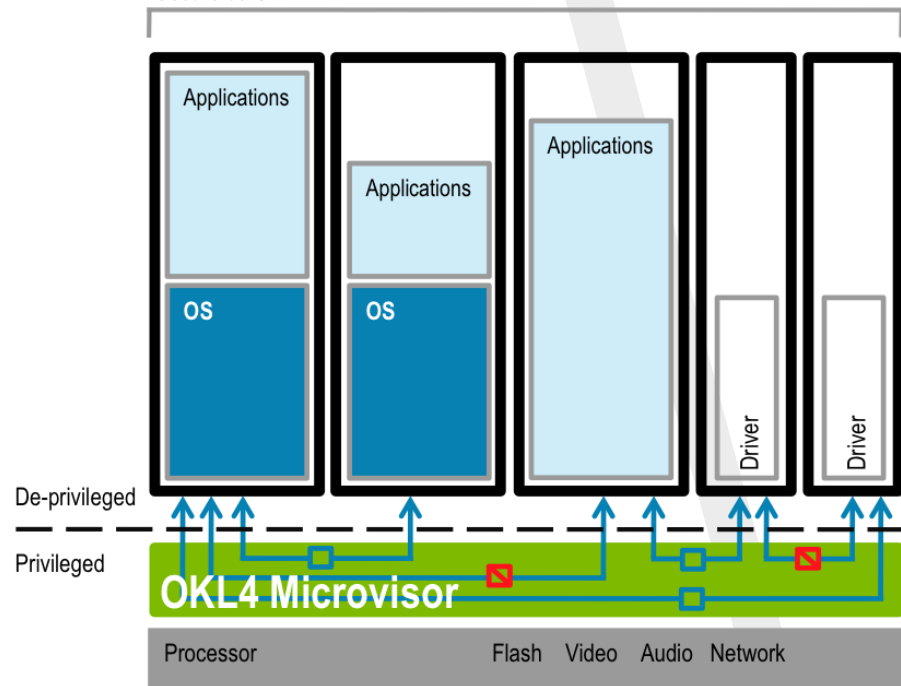 Applications
Applications
Applications
OS
OS
Driver
Driver
De-privileged
Privileged
OKL4 Microvisor
Processor Flash Video Audio Network